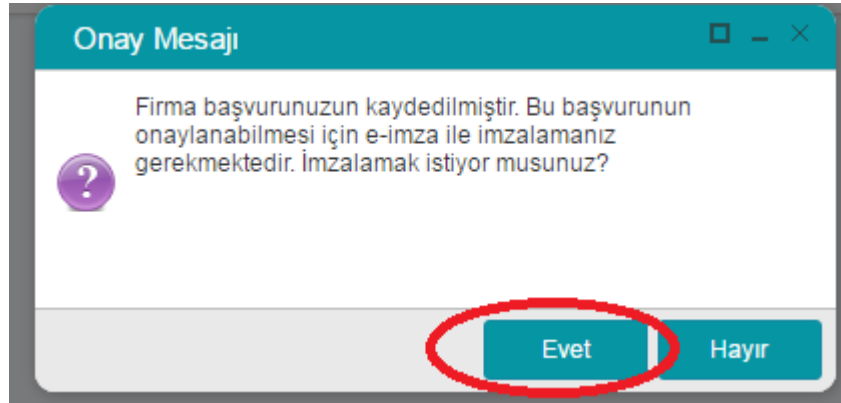 Onay Mesajı
Firma başvurunuzun kaydedilmiştir. Bu başvurunun
onaylanabilmesi için e-imza ile imzalamanız
gerekmektedir. İmzalamak istiyor musunuz?
?
Evet
Hayır